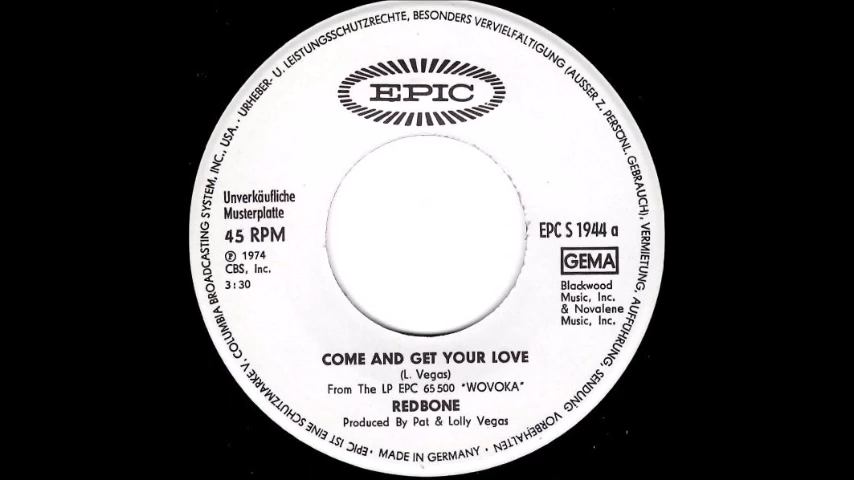 EPIC
Unverkäufliche
Musterplatte
45 RPM
Ⓟ 1974
CBS, Inc.
3:30
EPC S 1944 a
GEMA
Blackwood
Music, Inc.
& Novalene
Music, Inc.
COME AND GET YOUR LOVE
(L. Vegas)
From The LP EPC 65 500 "WOVOKA"
REDBONE
Produced By Pat & Lolly Vegas
· EPIC IST EINE SCHUTZMARKE V. COLUMBIA BROADCASTING SYSTEM, INC., USA. · URHEBER- U. LEISTUNGSSCHUTZRECHTE, BESONDERS VERVIELFÄLTIGUNG (AUSSER Z. PERSÖNL. GEBRAUCH), VERMIETUNG, AUFFÜHRUNG, SENDUNG VORBEHALTEN · MADE IN GERMANY